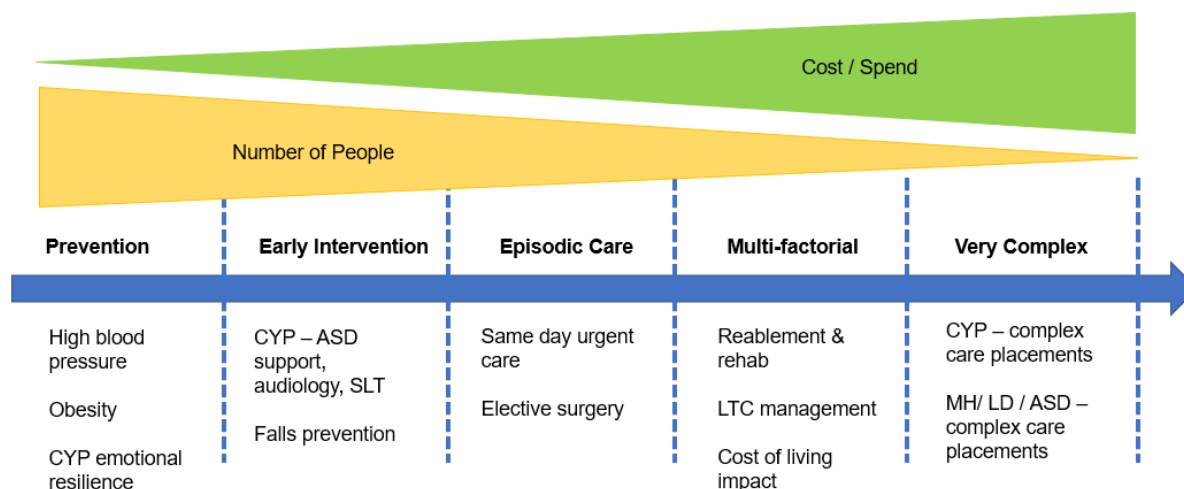 Cost / Spend
Number of People
Prevention
Early Intervention
Episodic Care
Multi-factorial
Very Complex
High blood
pressure
Obesity
CYP emotional
resilience
CYP – ASD
support,
audiology, SLT
Falls prevention
Same day urgent
care
Elective surgery
Reablement &
rehab
LTC management
Cost of living
impact
CYP – complex
care placements
MH/ LD / ASD –
complex care
placements